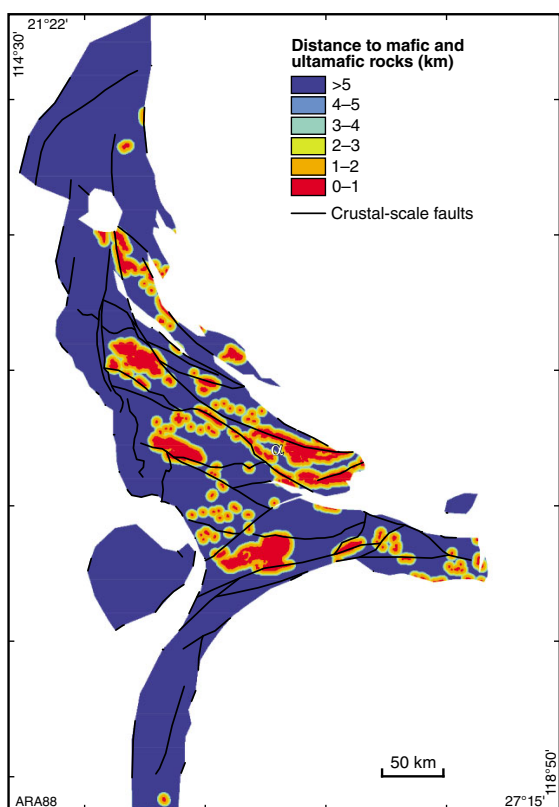 21°22'
114°30'
Distance to mafic and
ultamafic rocks (km)
>5
4–5
3–4
2–3
1–2
0–1
Crustal-scale faults
α
50 km
ARA88
27°15'
118°50'